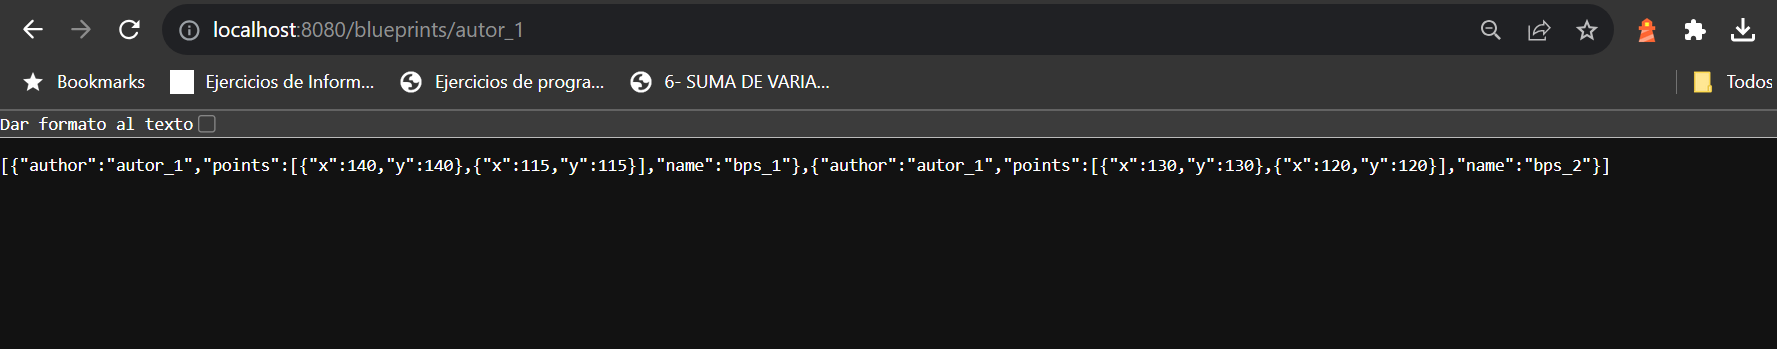 localhost:8080/blueprints/autor_1
Bookmarks Ejercicios de Inform... Ejercicios de progra... 6- SUMA DE VARIA... Todos
Dar formato al texto
[{"author":"autor_1","points":[{"x":140,"y":140},{"x":115,"y":115}],"name":"bps_1"},{"author":"autor_1","points":[{"x":130,"y":130},{"x":120,"y":120}],"name":"bps_2"}]